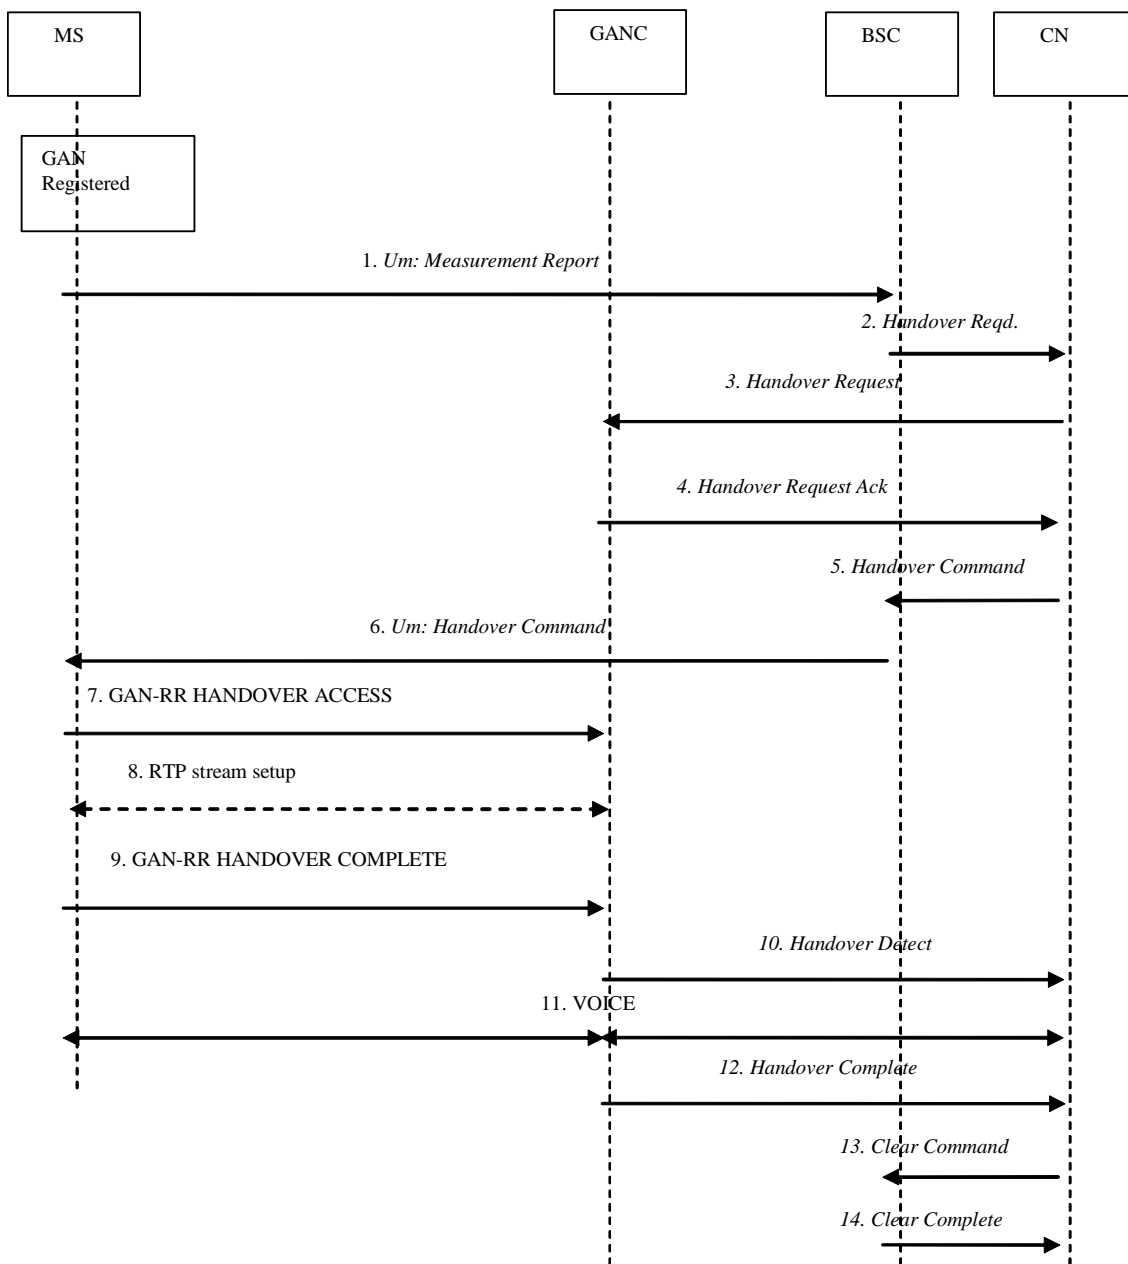 MS
GANC
BSC
CN
GAN
Registered
1. Um: Measurement Report
2. Handover Reqd.
3. Handover Request
4. Handover Request Ack
5. Handover Command
6. Um: Handover Command
7. GAN-RR HANDOVER ACCESS
8. RTP stream setup
9. GAN-RR HANDOVER COMPLETE
10. Handover Detect
11. VOICE
12. Handover Complete
13. Clear Command
14. Clear Complete